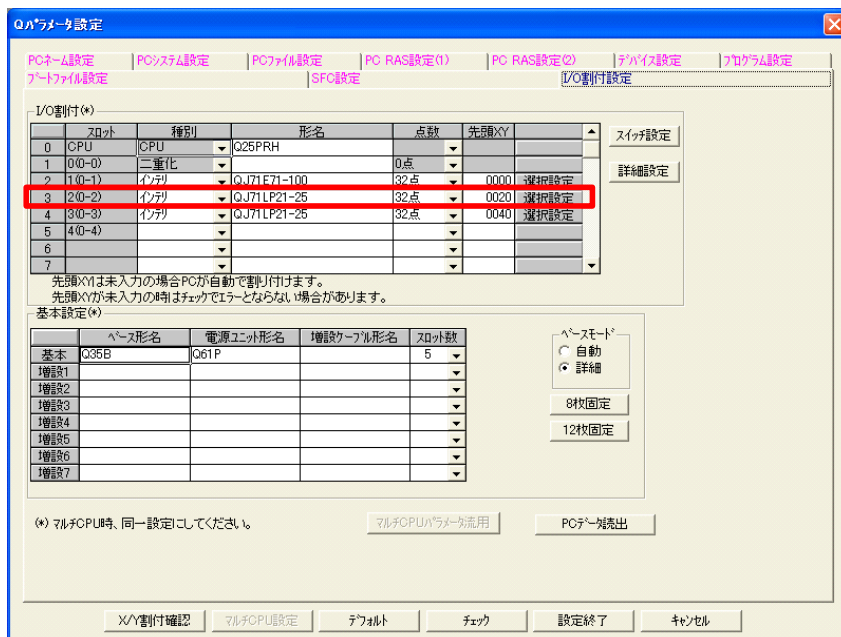 Qパラメータ設定
PCネーム設定 PCシステム設定 PCファイル設定 PC RAS設定(1) PC RAS設定(2) デバイス設定 プログラム設定
ブートファイル設定 SFC設定 I/O割付設定
I/O割付(*)
スロット 種別 形名 点数 先頭XY
0 CPU CPU Q25PRH
1 0(0-0) 二重化 0点
2 1(0-1) インテリ QJ71E71-100 32点 0000 選択設定
3 2(0-2) インテリ QJ71LP21-25 32点 0020 選択設定
4 3(0-3) インテリ QJ71LP21-25 32点 0040 選択設定
5 4(0-4)
6
7
スイッチ設定
詳細設定
先頭XYは未入力の場合PCが自動で割り付けます。
先頭XYが未入力の時はチェックでエラーとならない場合があります。
基本設定(*)
ベース形名 電源ユニット形名 増設ケーブル形名 スロット数
基本 Q35B Q61P 5
増設1
増設2
増設3
増設4
増設5
増設6
増設7
ベースモード
自動
詳細
8枚固定
12枚固定
(*) マルチCPU時、同一設定にしてください。
マルチCPUパラメータ流用 PCデータ読出
X/Y割付確認 マルチCPU設定 デフォルト チェック 設定終了 キャンセル